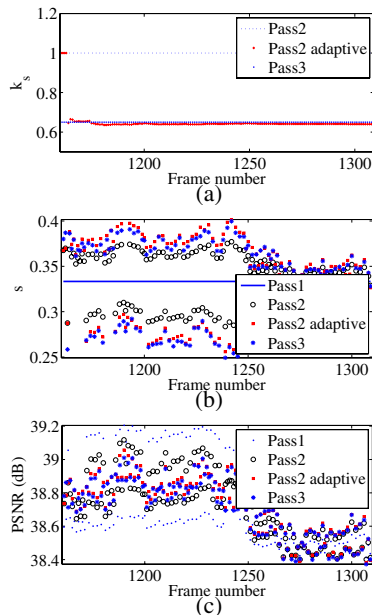 1.2
1
0.8
0.6
k_s
Pass2
Pass2 adaptive
Pass3
1200 1250 1300
Frame number
(a)
0.4
0.35
0.3
0.25
s
Pass1
Pass2
Pass2 adaptive
Pass3
1200 1250 1300
Frame number
(b)
39.2
39
38.8
38.6
38.4
PSNR (dB)
Pass1
Pass2
Pass2 adaptive
Pass3
1200 1250 1300
Frame number
(c)